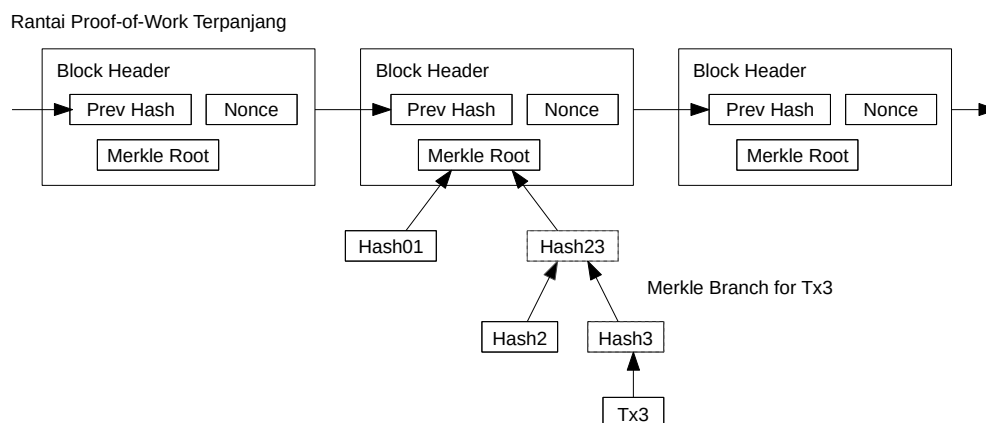 Rantai Proof-of-Work Terpanjang
Block Header
Prev Hash
Nonce
Merkle Root
Block Header
Prev Hash
Nonce
Merkle Root
Block Header
Prev Hash
Nonce
Merkle Root
Hash01
Hash23
Merkle Branch for Tx3
Hash2
Hash3
Tx3